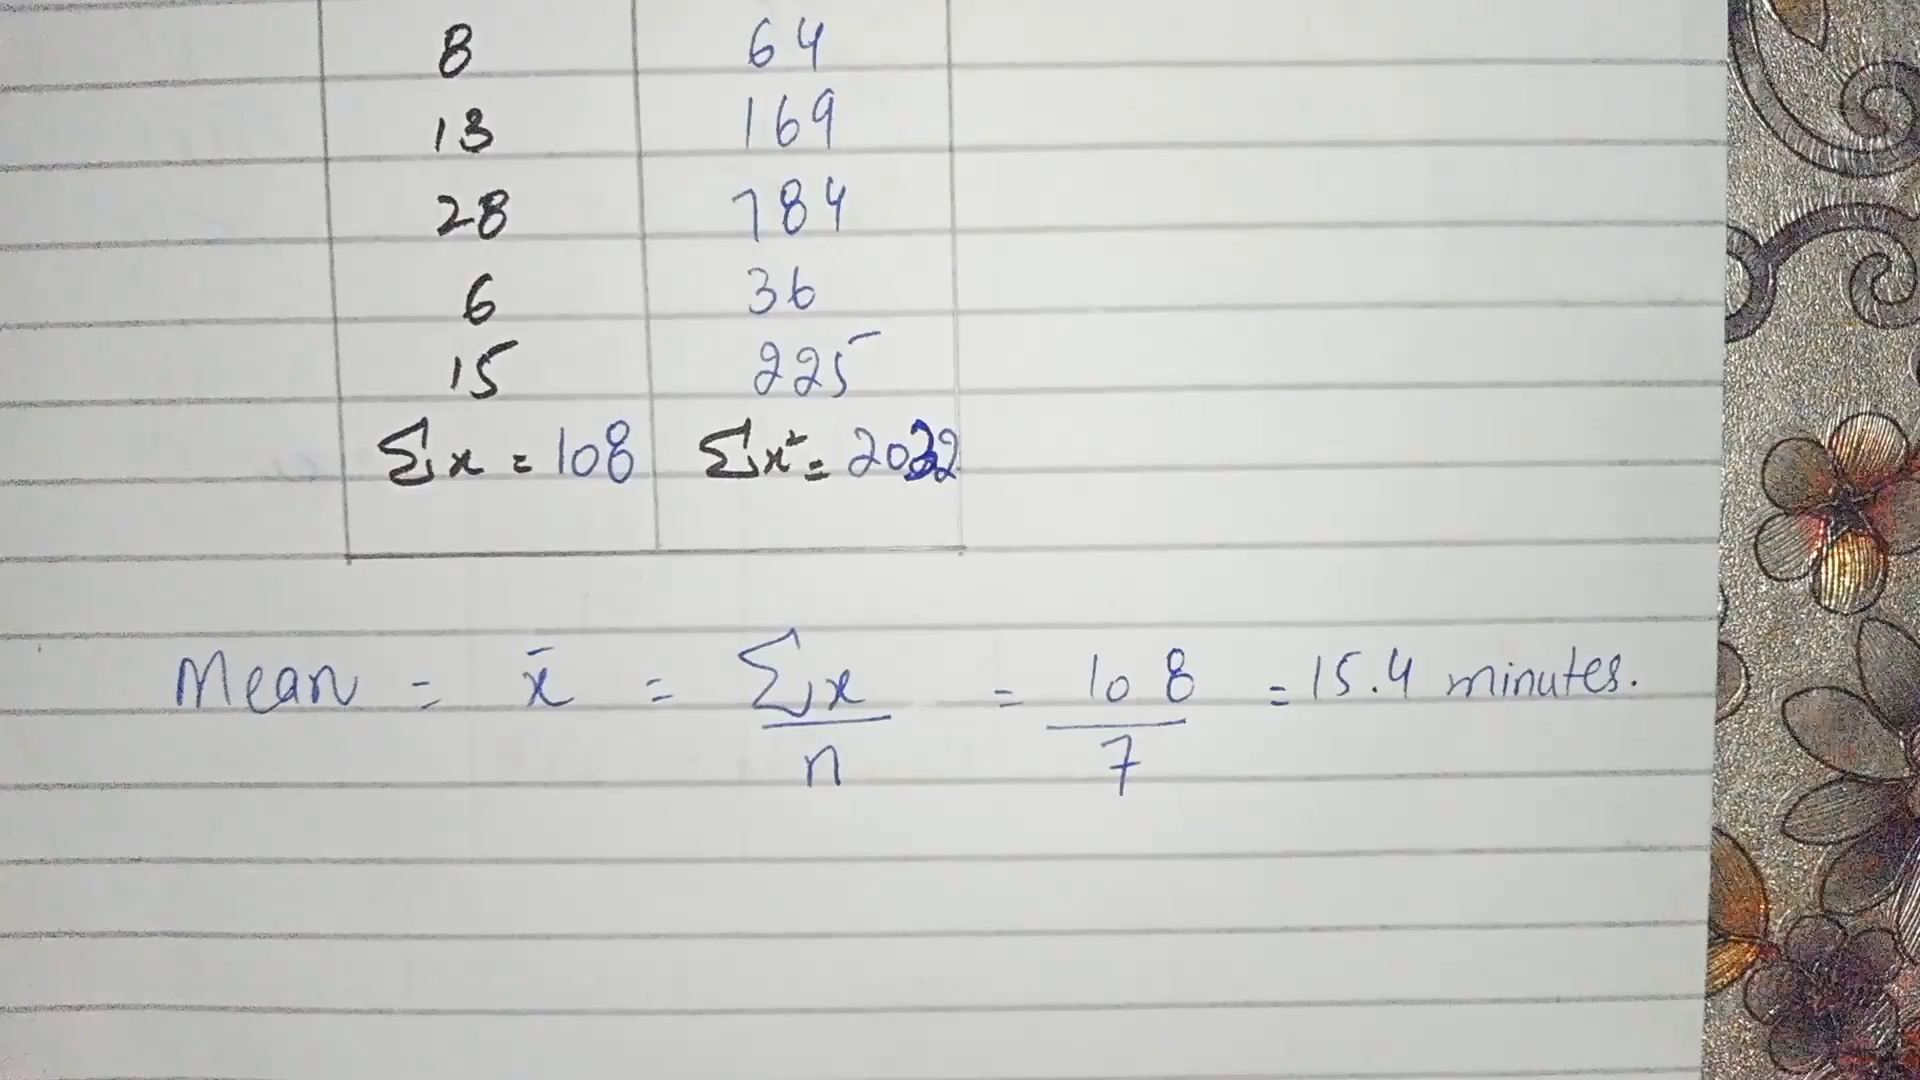 8 64
13 169
28 784
6 36
15 225
Σx = 108 Σx² = 2022
Mean = x̄ = Σx / n = 108 / 7 = 15.4 minutes.